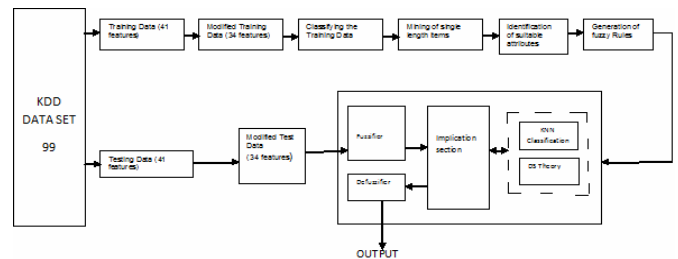 KDD
DATA SET
99
Training Data (41
features)
Modified Training
Data (34 features)
Classifying the
Training Data
Mining of single
length items
Identification
of suitable
attributes
Generation of
fuzzy Rules
Testing Data (41
features)
Modified Test
Data
(34 features)
Fuzzifier
Defuzzifier
Implication
section
KNN
Classification
DS Theory
OUTPUT